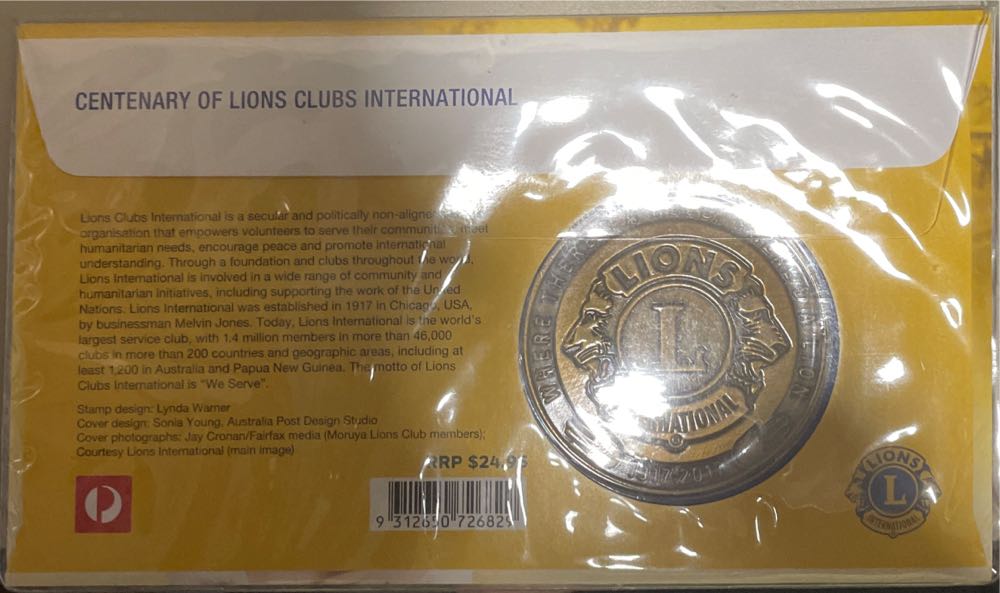 CENTENARY OF LIONS CLUBS INTERNATIONAL
Lions Clubs International is a secular and politically non-aligned
organisation that empowers volunteers to serve their communities, meet
humanitarian needs, encourage peace and promote international
understanding. Through a foundation and clubs throughout the world,
Lions International is involved in a wide range of community and
humanitarian initiatives, including supporting the work of the United
Nations. Lions International was established in 1917 in Chicago, USA,
by businessman Melvin Jones. Today, Lions International is the world's
largest service club, with 1.4 million members in more than 46,000
clubs in more than 200 countries and geographic areas, including at
least 1,200 in Australia and Papua New Guinea. The motto of Lions
Clubs International is "We Serve".
Stamp design: Lynda Warner
Cover design: Sonia Young, Australia Post Design Studio
Cover photographs: Jay Cronan/Fairfax media (Moruya Lions Club members);
Courtesy Lions International (main image)
RRP $24.95
9 312650 726829
WHERE THERE'S A LION
LIONS
L
INTERNATIONAL
LIONS
L
INTERNATIONAL